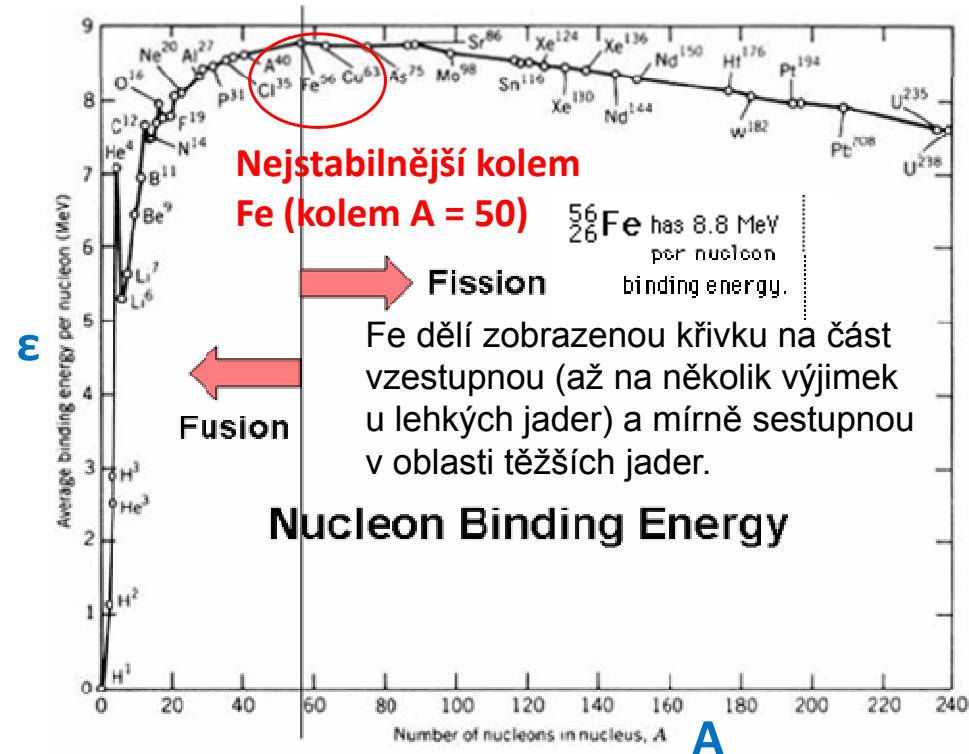 9
8
7
6
5
4
3
2
1
0
Average binding energy per nucleon (MeV)
ε
Ne²⁰
Al²⁷
O¹⁶
C¹²
He⁴
F¹⁹
N¹⁴
P³¹
Cl³⁵
A⁴⁰
Fe⁵⁶
Cu⁶³
As⁷⁵
Sr⁸⁶
Mo⁹⁸
Sn¹¹⁶
Xe¹²⁴
Xe¹³⁰
Xe¹³⁶
Nd¹⁴⁴
Nd¹⁵⁰
Hf¹⁷⁶
W¹⁸²
Pt¹⁹⁴
Pb²⁰⁸
U²³⁵
U²³⁸
B¹¹
Be⁹
Li⁷
Li⁶
H³
He³
H²
H¹
Nejstabilnější kolem
Fe (kolem A = 50)
⁵⁶₂₆Fe has 8.8 MeV
per nucleon
binding energy.
Fission
Fusion
Fe dělí zobrazenou křivku na část
vzestupnou (až na několik výjimek
u lehkých jader) a mírně sestupnou
v oblasti těžších jader.
Nucleon Binding Energy
0 20 40 60 80 100 120 140 160 180 200 220 240
Number of nucleons in nucleus, A
A